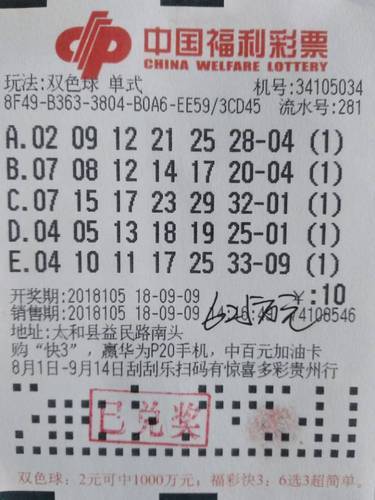 中国福利彩票
CHINA WELFARE LOTTERY
玩法:双色球 单式 机号:34105034
8F49-B363-3804-B0A6-EE59/3CD45 流水号:281
A.02 09 12 21 25 28-04 (1)
B.07 08 12 14 17 20-04 (1)
C.07 15 17 23 29 32-01 (1)
D.04 05 13 18 19 25-01 (1)
E.04 10 11 17 25 33-09 (1)
开奖期:2018105 18-09-09 ¥:10
销售期:2018105 18-09-09 74108546
万元
地址:太和县益民路南头
购“快3”,赢华为P20手机,中百元加油卡
8月1日-9月14日刮刮乐扫码有惊喜多彩贵州行
已兑奖
双色球:2元可中1000万元,福彩快3:6选3超简单。